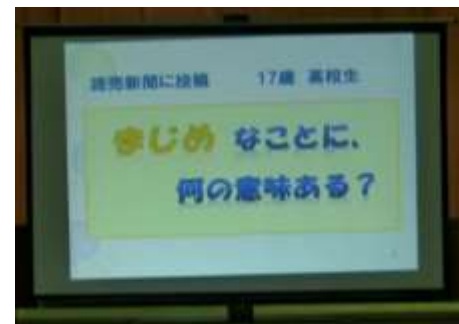 読売新聞に投稿 17歳 高校生
まじめ なことに、
何の意味ある？